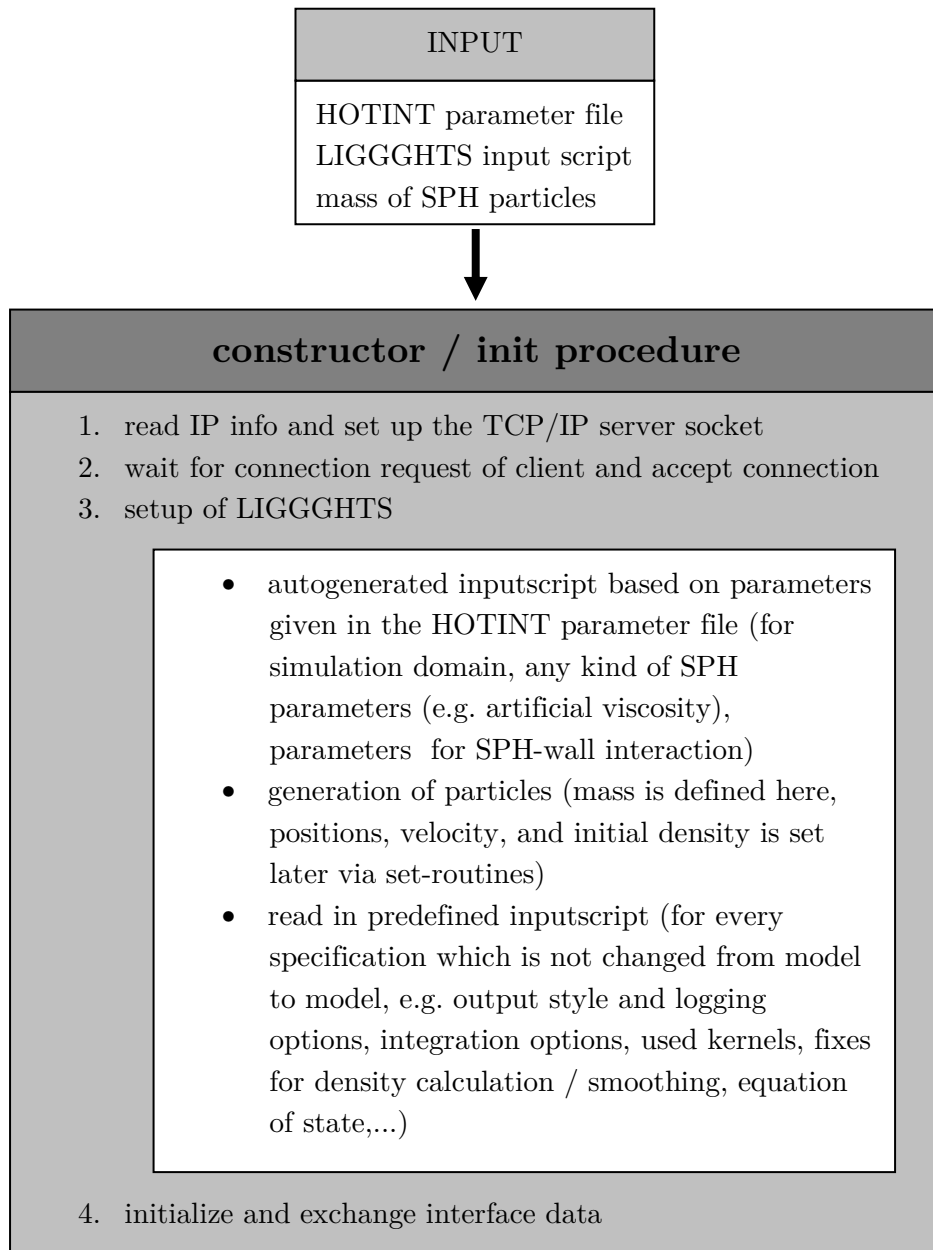 INPUT
HOTINT parameter file
LIGGGHTS input script
mass of SPH particles
constructor / init procedure
1. read IP info and set up the TCP/IP server socket
2. wait for connection request of client and accept connection
3. setup of LIGGGHTS
• autogenerated inputscript based on parameters
given in the HOTINT parameter file (for
simulation domain, any kind of SPH
parameters (e.g. artificial viscosity),
parameters for SPH-wall interaction)
• generation of particles (mass is defined here,
positions, velocity, and initial density is set
later via set-routines)
• read in predefined inputscript (for every
specification which is not changed from model
to model, e.g. output style and logging
options, integration options, used kernels, fixes
for density calculation / smoothing, equation
of state,...)
4. initialize and exchange interface data